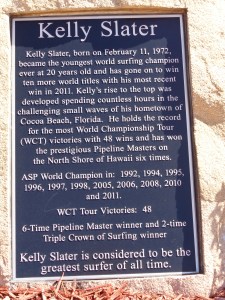 Kelly Slater
Kelly Slater, born on February 11, 1972,
became the youngest world surfing champion
ever at 20 years old and has gone on to win
ten more world titles with his most recent
win in 2011. Kelly's rise to the top was
developed spending countless hours in the
challenging small waves of his hometown of
Cocoa Beach, Florida. He holds the record
for the most World Championship Tour
(WCT) victories with 48 wins and has won
the prestigious Pipeline Masters on
the North Shore of Hawaii six times.
ASP World Champion in: 1992, 1994, 1995,
1996, 1997, 1998, 2005, 2006, 2008, 2010
and 2011.
WCT Tour Victories: 48
6-Time Pipeline Master winner and 2-time
Triple Crown of Surfing winner
Kelly Slater is considered to be the
greatest surfer of all time.